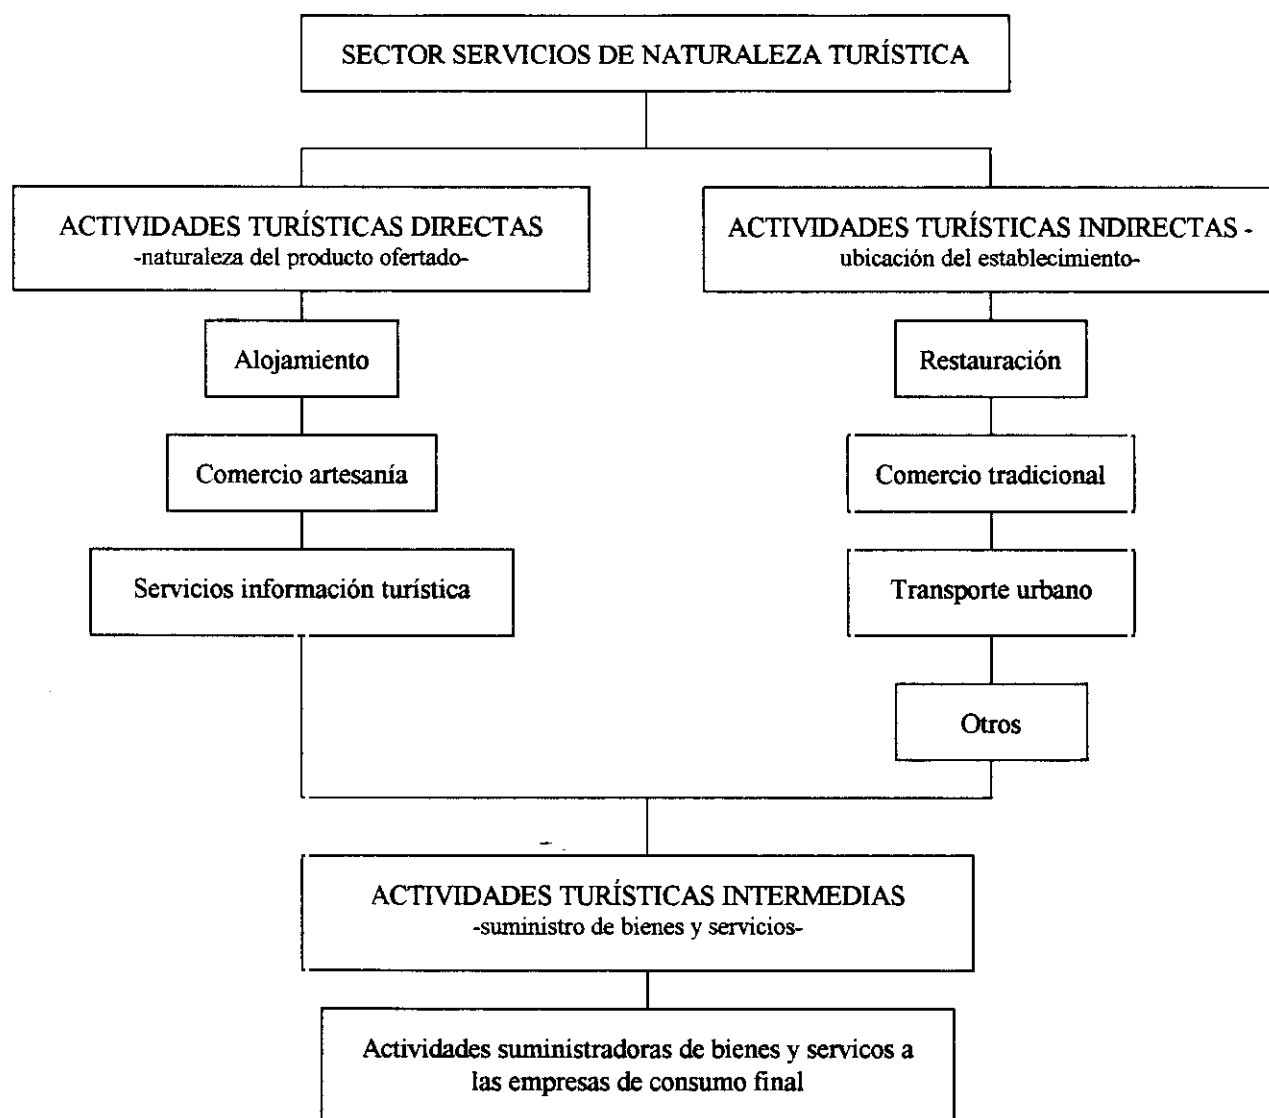 SECTOR SERVICIOS DE NATURALEZA TURÍSTICA
ACTIVIDADES TURÍSTICAS DIRECTAS
-naturaleza del producto ofertado-
Alojamiento
Comercio artesanía
Servicios información turística
ACTIVIDADES TURÍSTICAS INDIRECTAS -
ubicación del establecimiento-
Restauración
Comercio tradicional
Transporte urbano
Otros
ACTIVIDADES TURÍSTICAS INTERMEDIAS
-suministro de bienes y servicios-
Actividades suministradoras de bienes y servicos a
las empresas de consumo final